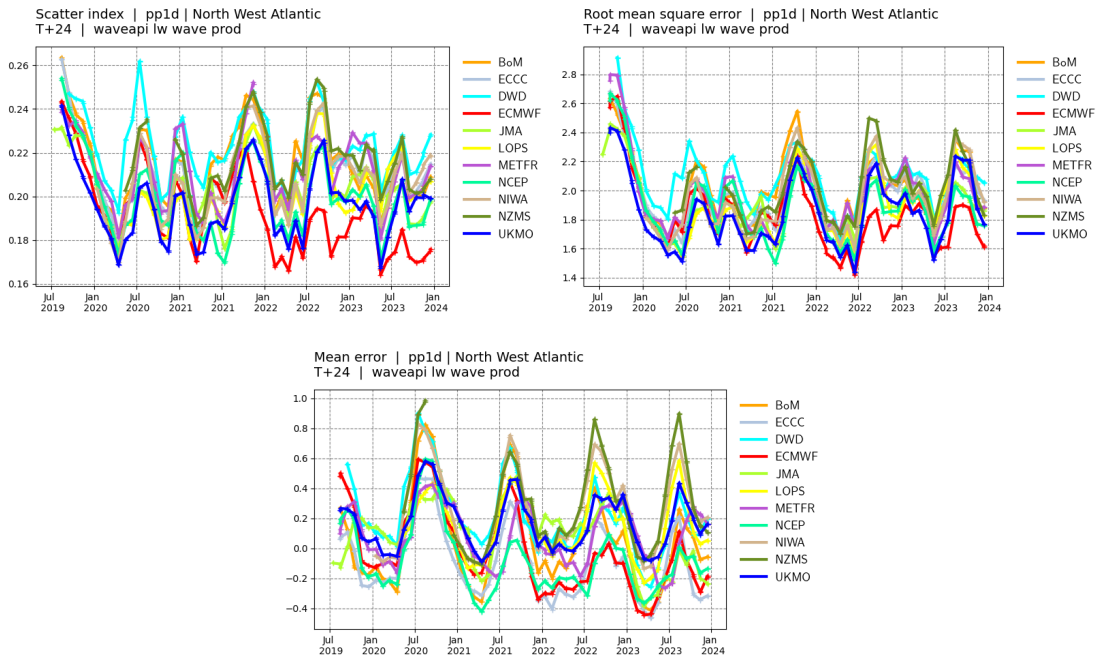 Scatter index | pp1d | North West Atlantic
T+24 | waveapi lw wave prod
0.26
0.24
0.22
0.20
0.18
0.16
Jul
2019
Jan
2020
Jul
2020
Jan
2021
Jul
2021
Jan
2022
Jul
2022
Jan
2023
Jul
2023
Jan
2024
BoM
ECCC
DWD
ECMWF
JMA
LOPS
METFR
NCEP
NIWA
NZMS
UKMO
Root mean square error | pp1d | North West Atlantic
T+24 | waveapi lw wave prod
2.8
2.6
2.4
2.2
2.0
1.8
1.6
1.4
Jul
2019
Jan
2020
Jul
2020
Jan
2021
Jul
2021
Jan
2022
Jul
2022
Jan
2023
Jul
2023
Jan
2024
BoM
ECCC
DWD
ECMWF
JMA
LOPS
METFR
NCEP
NIWA
NZMS
UKMO
Mean error | pp1d | North West Atlantic
T+24 | waveapi lw wave prod
1.0
0.8
0.6
0.4
0.2
0.0
−0.2
−0.4
Jul
2019
Jan
2020
Jul
2020
Jan
2021
Jul
2021
Jan
2022
Jul
2022
Jan
2023
Jul
2023
Jan
2024
BoM
ECCC
DWD
ECMWF
JMA
LOPS
METFR
NCEP
NIWA
NZMS
UKMO